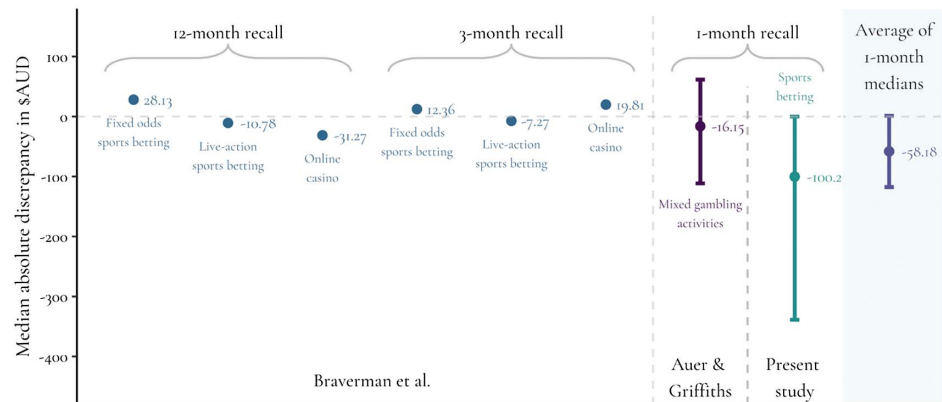 12-month recall
3-month recall
1-month recall
Average of
1-month
medians
Median absolute discrepancy in $AUD
100
0
-100
-200
-300
-400
28.13
Fixed odds
sports betting
-10.78
Live-action
sports betting
-31.27
Online
casino
12.36
Fixed odds
sports betting
-7.27
Live-action
sports betting
19.81
Online
casino
-16.15
Mixed gambling
activities
Sports
betting
-100.2
-58.18
Braverman et al.
Auer &
Griffiths
Present
study